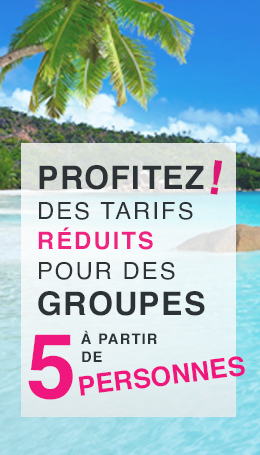 PROFITEZ!
DES TARIFS
RÉDUITS
POUR DES
GROUPES
5 À PARTIR
DE
PERSONNES